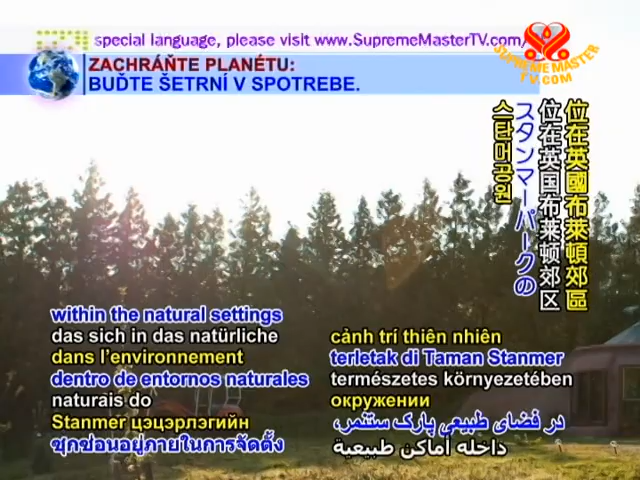 special language, please visit www.SupremeMasterTV.com/
SUPREME MASTER
TV.COM
ZACHRÁŇTE PLANÉTU:
BUĎTE ŠETRNÍ V SPOTREBE.
位在英國布萊頓郊區
位在英国布莱顿郊区
スタンマーパークの
스탄머공원
within the natural settings
das sich in das natürliche
dans l'environnement
dentro de entornos naturales
naturais do
Stanmer цэцэрлэгийн
ซุกซ่อนอยู่ภายในการจัดตั้ง
cảnh trí thiên nhiên
terletak di Taman Stanmer
természetes környezetében
окружении
در فضای طبیعی پارک ستنمر،
داخله أماكن طبيعية